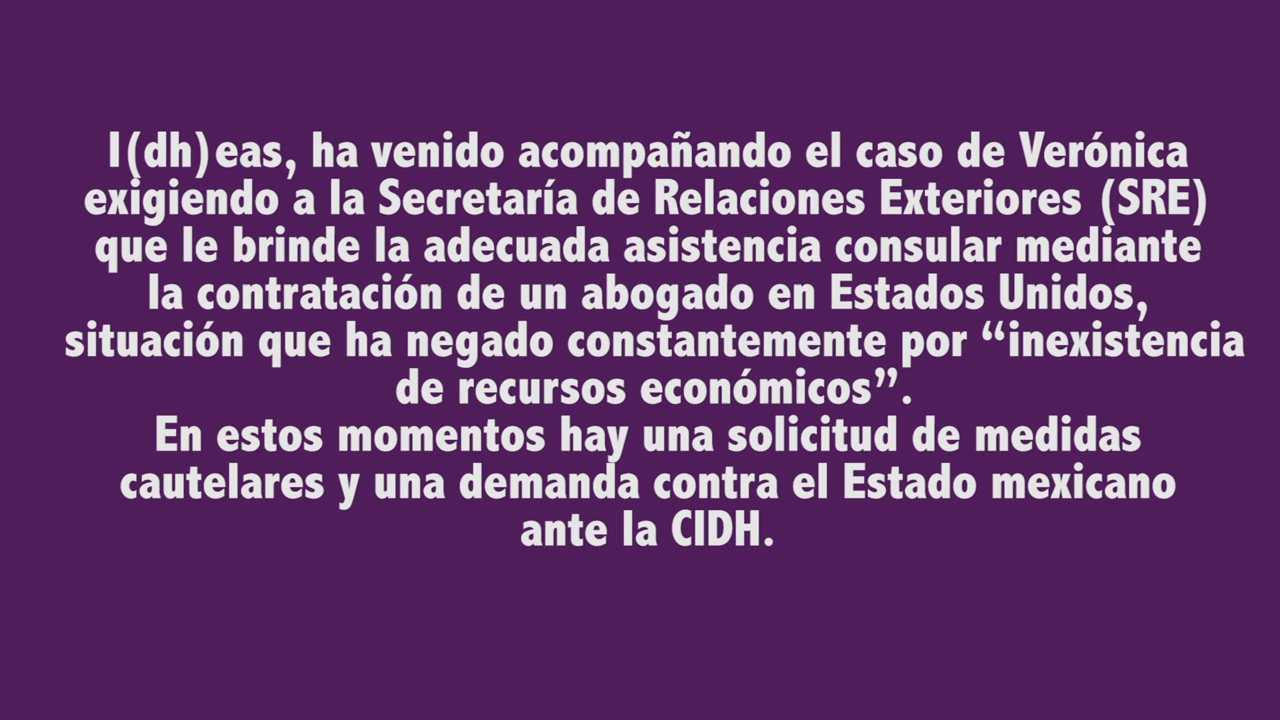 I(dh)eas, ha venido acompañando el caso de Verónica
exigiendo a la Secretaría de Relaciones Exteriores (SRE)
que le brinde la adecuada asistencia consular mediante
la contratación de un abogado en Estados Unidos,
situación que ha negado constantemente por “inexistencia
de recursos económicos”.
En estos momentos hay una solicitud de medidas
cautelares y una demanda contra el Estado mexicano
ante la CIDH.